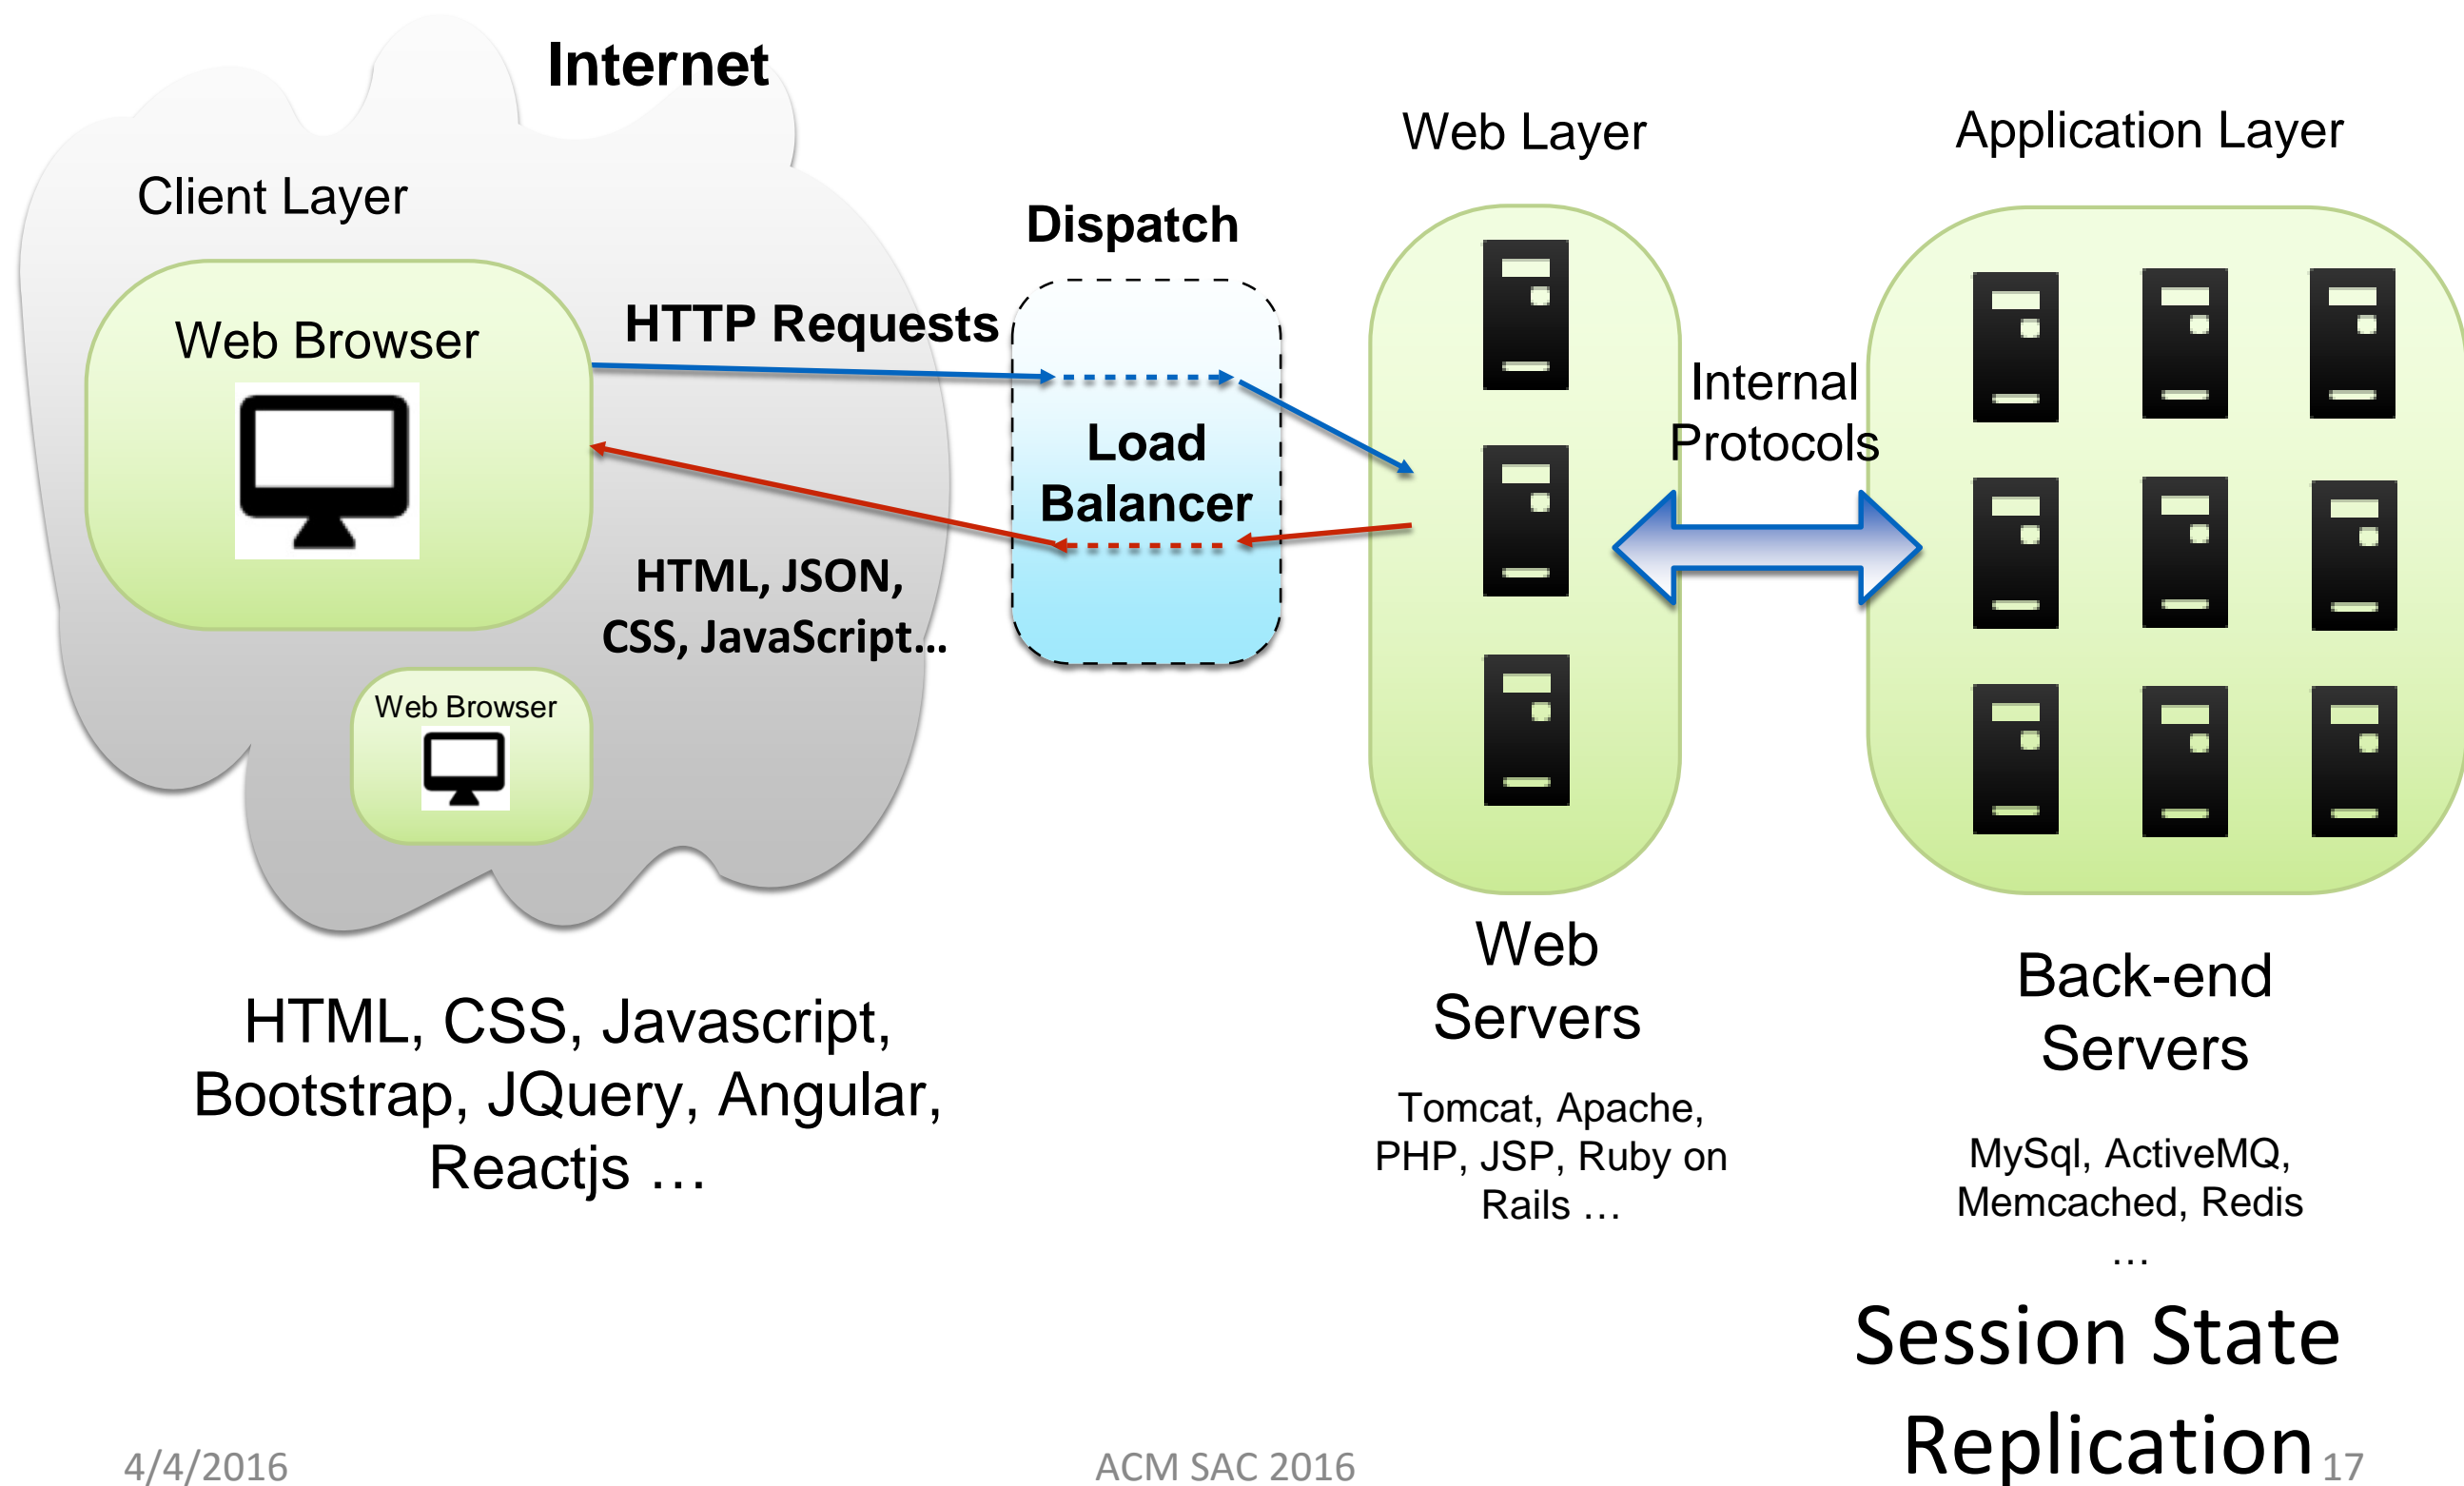 Internet
Client Layer
Web Browser
HTTP Requests
HTML, JSON,
CSS, JavaScript…
Web Browser
Dispatch
Load
Balancer
Web Layer
Internal
Protocols
Application Layer
HTML, CSS, Javascript,
Bootstrap, JQuery, Angular,
Reactjs …
Web
Servers
Tomcat, Apache,
PHP, JSP, Ruby on
Rails …
Back-end
Servers
MySql, ActiveMQ,
Memcached, Redis
…
Session State
Replication
4/4/2016
ACM SAC 2016
17